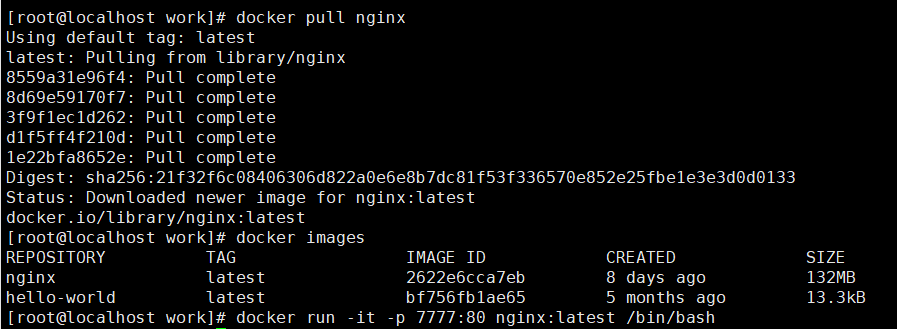 [root@localhost work]# docker pull nginx
Using default tag: latest
latest: Pulling from library/nginx
8559a31e96f4: Pull complete
8d69e59170f7: Pull complete
3f9f1ec1d262: Pull complete
d1f5ff4f210d: Pull complete
1e22bfa8652e: Pull complete
Digest: sha256:21f32f6c08406306d822a0e6e8b7dc81f53f336570e852e25fbe1e3e3d0d0133
Status: Downloaded newer image for nginx:latest
docker.io/library/nginx:latest
[root@localhost work]# docker images
REPOSITORY TAG IMAGE ID CREATED SIZE
nginx latest 2622e6cca7eb 8 days ago 132MB
hello-world latest bf756fb1ae65 5 months ago 13.3kB
[root@localhost work]# docker run -it -p 7777:80 nginx:latest /bin/bash